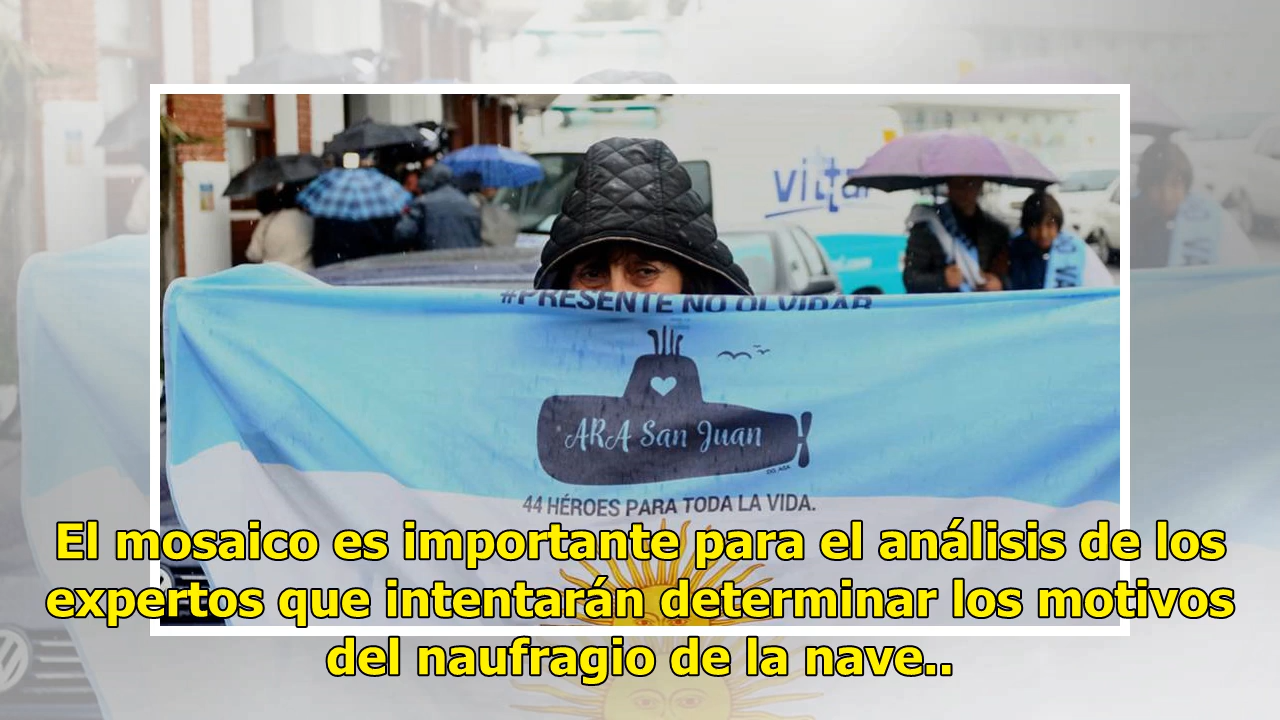 #PRESENTE NO OLVIDAR
ARA San Juan
44 HÉROES PARA TODA LA VIDA.
El mosaico es importante para el análisis de los
expertos que intentarán determinar los motivos
del naufragio de la nave..